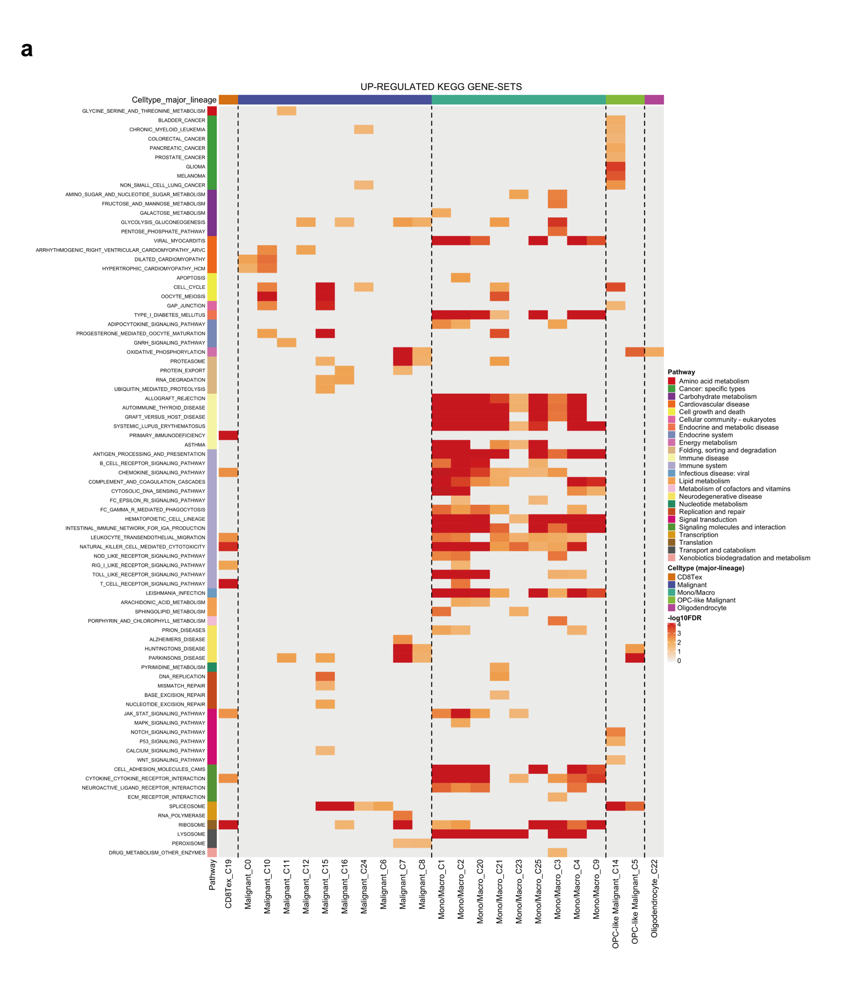 a
UP-REGULATED KEGG GENE-SETS
Celltype_major_lineage
GLYCINE_SERINE_AND_THREONINE_METABOLISM
BLADDER_CANCER
CHRONIC_MYELOID_LEUKEMIA
COLORECTAL_CANCER
PANCREATIC_CANCER
PROSTATE_CANCER
GLIOMA
MELANOMA
NON_SMALL_CELL_LUNG_CANCER
AMINO_SUGAR_AND_NUCLEOTIDE_SUGAR_METABOLISM
FRUCTOSE_AND_MANNOSE_METABOLISM
GALACTOSE_METABOLISM
GLYCOLYSIS_GLUCONEOGENESIS
PENTOSE_PHOSPHATE_PATHWAY
VIRAL_MYOCARDITIS
ARRHYTHMOGENIC_RIGHT_VENTRICULAR_CARDIOMYOPATHY_ARVC
DILATED_CARDIOMYOPATHY
HYPERTROPHIC_CARDIOMYOPATHY_HCM
APOPTOSIS
CELL_CYCLE
OOCYTE_MEIOSIS
GAP_JUNCTION
TYPE_I_DIABETES_MELLITUS
ADIPOCYTOKINE_SIGNALING_PATHWAY
PROGESTERONE_MEDIATED_OOCYTE_MATURATION
GNRH_SIGNALING_PATHWAY
OXIDATIVE_PHOSPHORYLATION
PROTEASOME
PROTEIN_EXPORT
RNA_DEGRADATION
UBIQUITIN_MEDIATED_PROTEOLYSIS
ALLOGRAFT_REJECTION
AUTOIMMUNE_THYROID_DISEASE
GRAFT_VERSUS_HOST_DISEASE
SYSTEMIC_LUPUS_ERYTHEMATOSUS
PRIMARY_IMMUNODEFICIENCY
ASTHMA
ANTIGEN_PROCESSING_AND_PRESENTATION
B_CELL_RECEPTOR_SIGNALING_PATHWAY
CHEMOKINE_SIGNALING_PATHWAY
COMPLEMENT_AND_COAGULATION_CASCADES
CYTOSOLIC_DNA_SENSING_PATHWAY
FC_EPSILON_RI_SIGNALING_PATHWAY
FC_GAMMA_R_MEDIATED_PHAGOCYTOSIS
HEMATOPOIETIC_CELL_LINEAGE
INTESTINAL_IMMUNE_NETWORK_FOR_IGA_PRODUCTION
LEUKOCYTE_TRANSENDOTHELIAL_MIGRATION
NATURAL_KILLER_CELL_MEDIATED_CYTOTOXICITY
NOD_LIKE_RECEPTOR_SIGNALING_PATHWAY
RIG_I_LIKE_RECEPTOR_SIGNALING_PATHWAY
TOLL_LIKE_RECEPTOR_SIGNALING_PATHWAY
T_CELL_RECEPTOR_SIGNALING_PATHWAY
LEISHMANIA_INFECTION
ARACHIDONIC_ACID_METABOLISM
SPHINGOLIPID_METABOLISM
PORPHYRIN_AND_CHLOROPHYLL_METABOLISM
PRION_DISEASES
ALZHEIMERS_DISEASE
HUNTINGTONS_DISEASE
PARKINSONS_DISEASE
PYRIMIDINE_METABOLISM
DNA_REPLICATION
MISMATCH_REPAIR
BASE_EXCISION_REPAIR
NUCLEOTIDE_EXCISION_REPAIR
JAK_STAT_SIGNALING_PATHWAY
MAPK_SIGNALING_PATHWAY
NOTCH_SIGNALING_PATHWAY
P53_SIGNALING_PATHWAY
CALCIUM_SIGNALING_PATHWAY
WNT_SIGNALING_PATHWAY
CELL_ADHESION_MOLECULES_CAMS
CYTOKINE_CYTOKINE_RECEPTOR_INTERACTION
NEUROACTIVE_LIGAND_RECEPTOR_INTERACTION
ECM_RECEPTOR_INTERACTION
SPLICEOSOME
RNA_POLYMERASE
RIBOSOME
LYSOSOME
PEROXISOME
DRUG_METABOLISM_OTHER_ENZYMES
Pathway
CD8Tex_C19
Malignant_C0
Malignant_C10
Malignant_C11
Malignant_C12
Malignant_C15
Malignant_C16
Malignant_C24
Malignant_C6
Malignant_C7
Malignant_C8
Mono/Macro_C1
Mono/Macro_C2
Mono/Macro_C20
Mono/Macro_C21
Mono/Macro_C23
Mono/Macro_C25
Mono/Macro_C3
Mono/Macro_C4
Mono/Macro_C9
OPC-like Malignant_C14
OPC-like Malignant_C5
Oligodendrocyte_C22
Pathway
Amino acid metabolism
Cancer: specific types
Carbohydrate metabolism
Cardiovascular disease
Cell growth and death
Cellular community - eukaryotes
Endocrine and metabolic disease
Endocrine system
Energy metabolism
Folding, sorting and degradation
Immune disease
Immune system
Infectious disease: viral
Lipid metabolism
Metabolism of cofactors and vitamins
Neurodegenerative disease
Nucleotide metabolism
Replication and repair
Signal transduction
Signaling molecules and interaction
Transcription
Translation
Transport and catabolism
Xenobiotics biodegradation and metabolism
Celltype (major-lineage)
CD8Tex
Malignant
Mono/Macro
OPC-like Malignant
Oligodendrocyte
-log10FDR
4
3
2
1
0